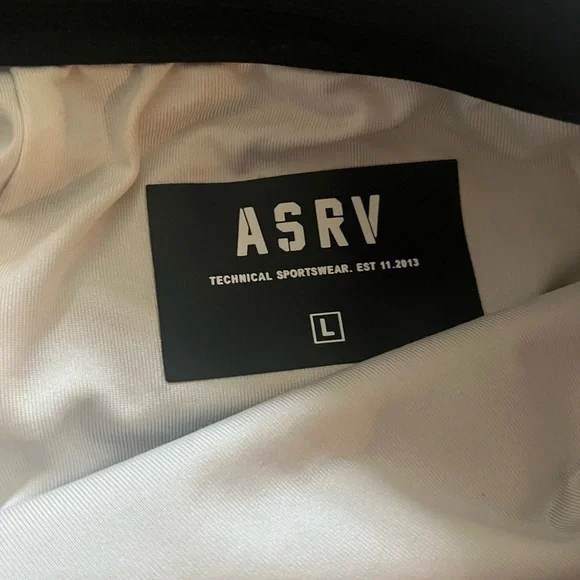 ASRV
TECHNICAL SPORTSWEAR. EST 11.2013
L